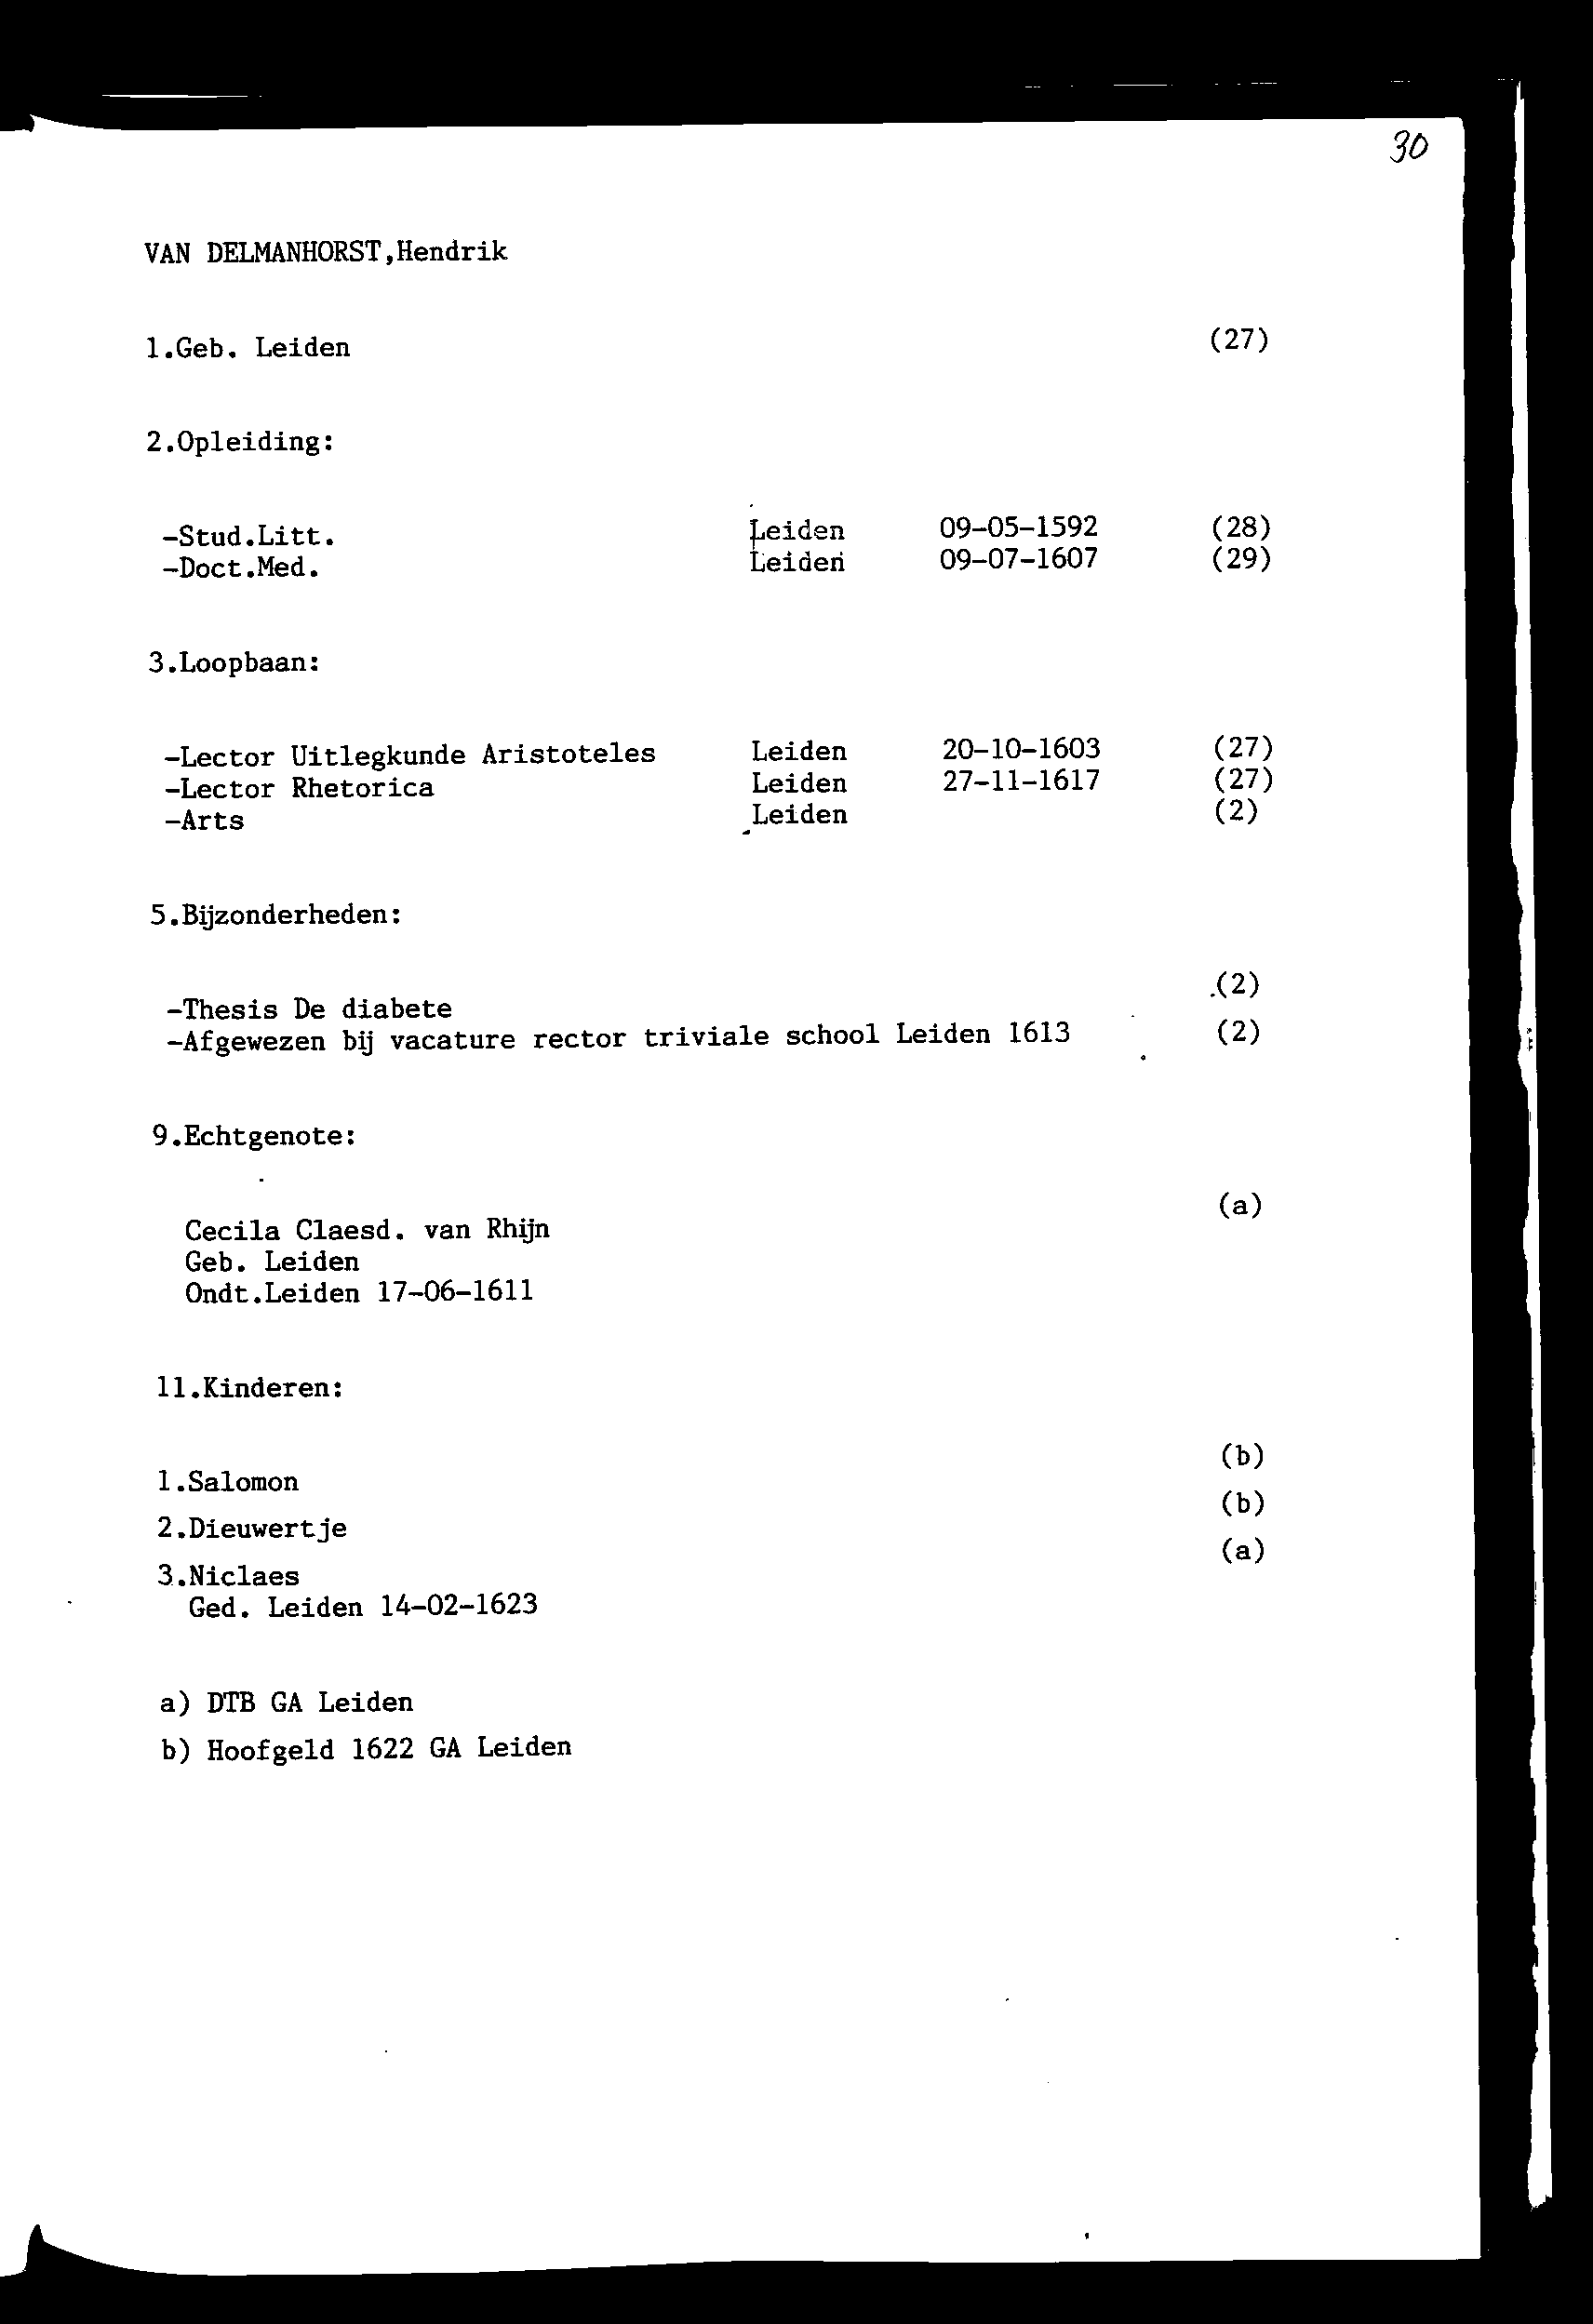 30
VAN DELMANHORST,Hendrik
1.Geb. Leiden (27)
2.Opleiding:
-Stud.Litt. Leiden 09-05-1592 (28)
-Doct.Med. Leiden 09-07-1607 (29)
3.Loopbaan:
-Lector Uitlegkunde Aristoteles Leiden 20-10-1603 (27)
-Lector Rhetorica Leiden 27-11-1617 (27)
-Arts Leiden (2)
5.Bijzonderheden:
-Thesis De diabete (2)
-Afgewezen bij vacature rector triviale school Leiden 1613 (2)
9.Echtgenote:
Cecila Claesd. van Rhijn (a)
Geb. Leiden
Ondt.Leiden 17-06-1611
11.Kinderen:
1.Salomon (b)
2.Dieuwertje (b)
3.Niclaes (a)
Ged. Leiden 14-02-1623
a) DTB GA Leiden
b) Hoofgeld 1622 GA Leiden